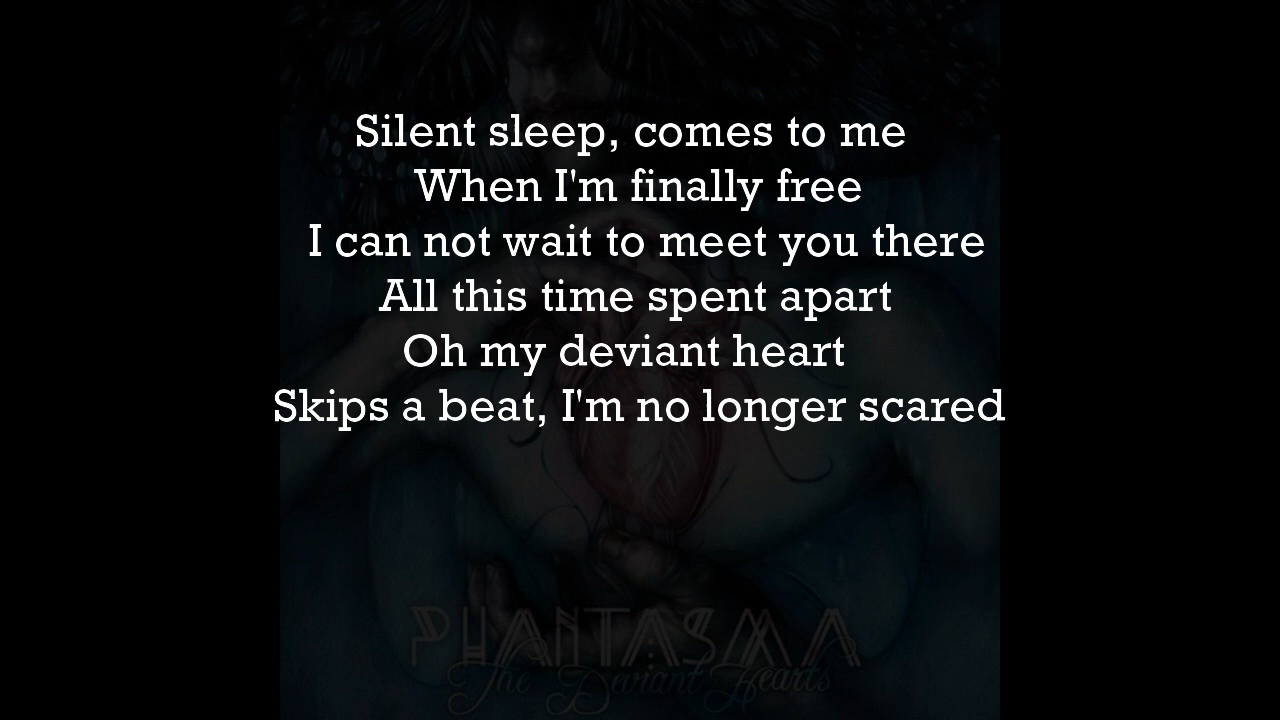 Silent sleep, comes to me
When I'm finally free
I can not wait to meet you there
All this time spent apart
Oh my deviant heart
Skips a beat, I'm no longer scared
PHANTASMA
The Deviant Hearts